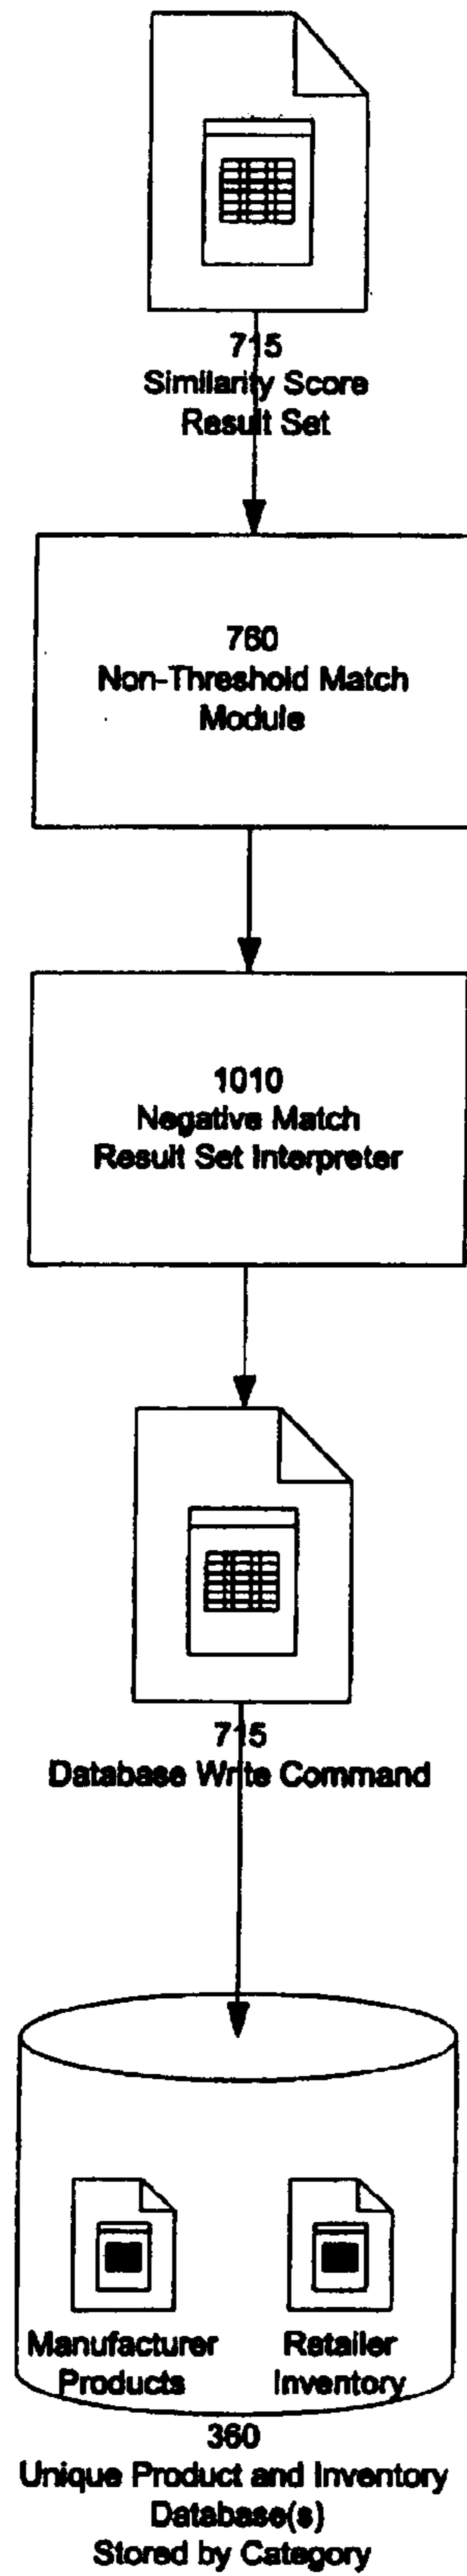 715
Similarity Score
Result Set
760
Non-Threshold Match
Module
1010
Negative Match
Result Set Interpreter
715
Database Write Command
Manufacturer
Products
Retailer
Inventory
360
Unique Product and Inventory
Database(s)
Stored by Category